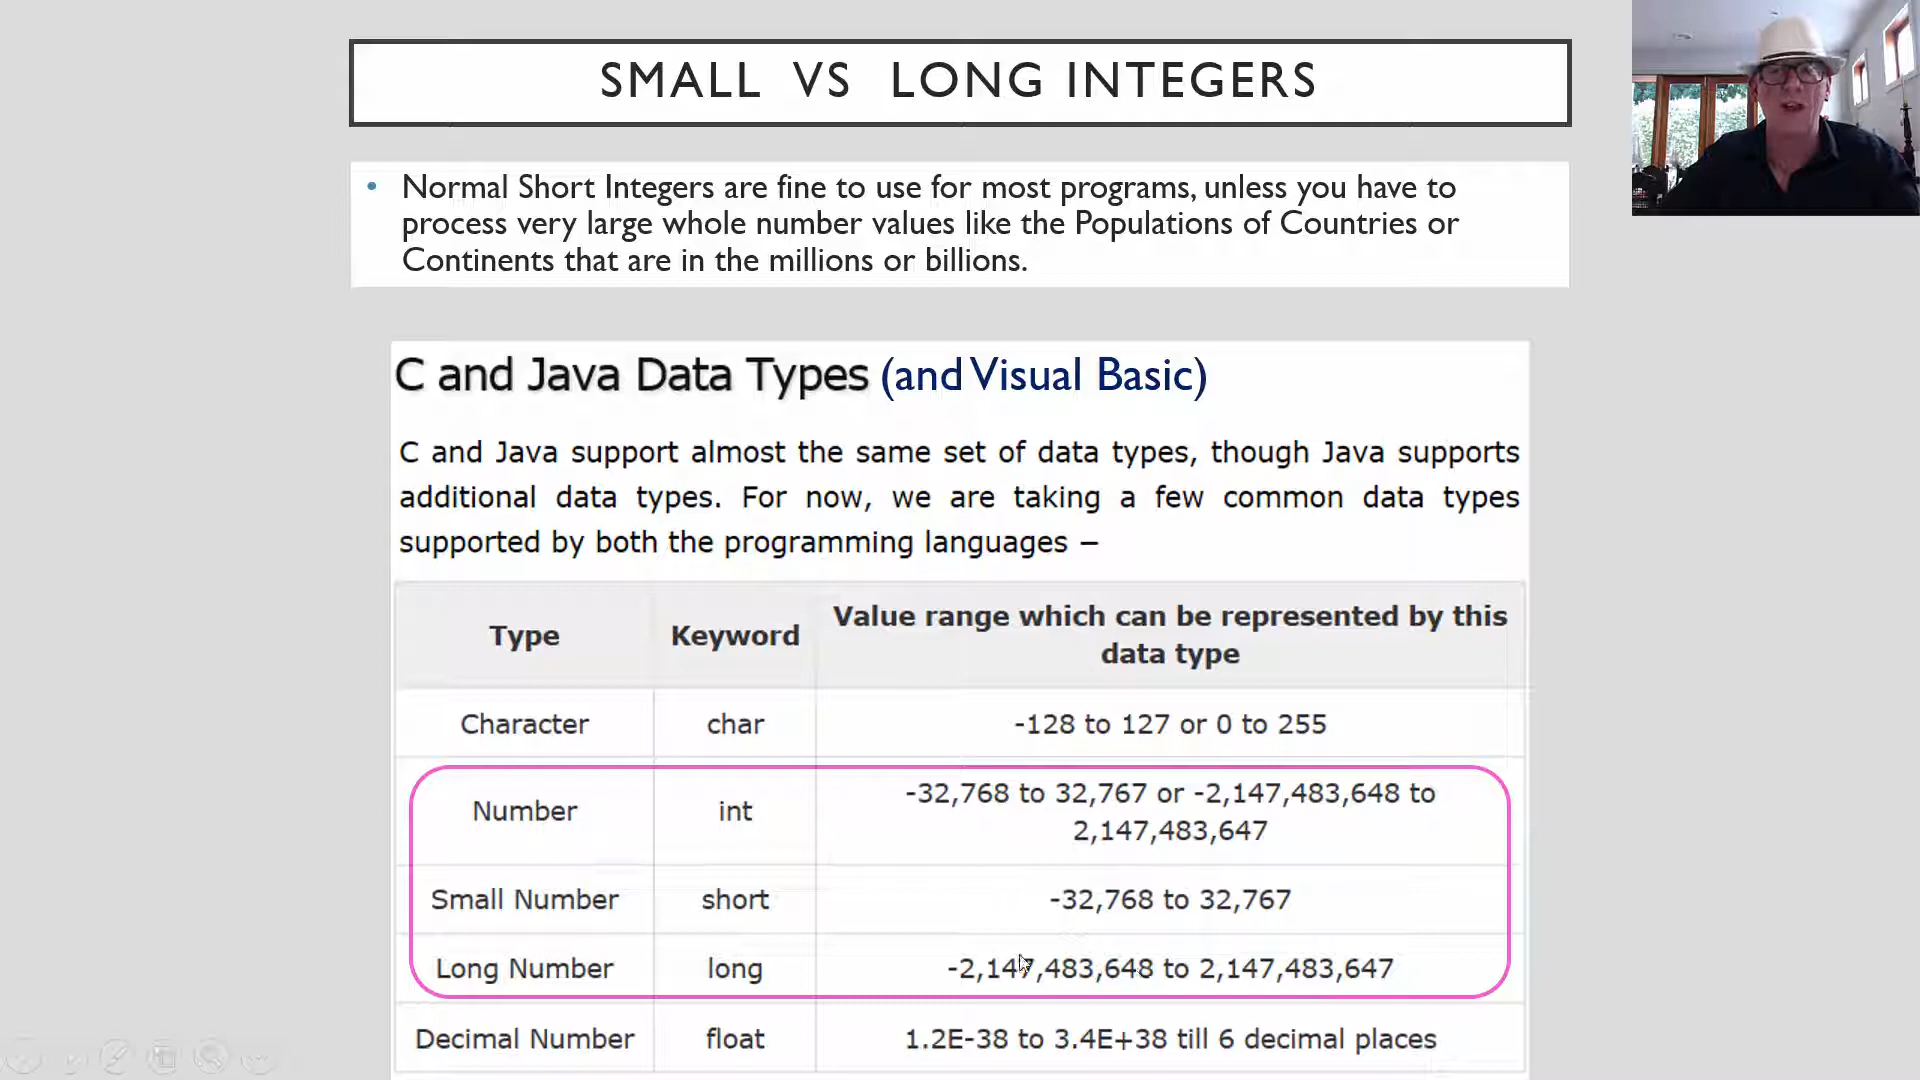 SMALL VS LONG INTEGERS
• Normal Short Integers are fine to use for most programs, unless you have to
process very large whole number values like the Populations of Countries or
Continents that are in the millions or billions.
C and Java Data Types (and Visual Basic)
C and Java support almost the same set of data types, though Java supports
additional data types. For now, we are taking a few common data types
supported by both the programming languages –
Type Keyword Value range which can be represented by this
data type
Character char -128 to 127 or 0 to 255
Number int -32,768 to 32,767 or -2,147,483,648 to
2,147,483,647
Small Number short -32,768 to 32,767
Long Number long -2,147,483,648 to 2,147,483,647
Decimal Number float 1.2E-38 to 3.4E+38 till 6 decimal places